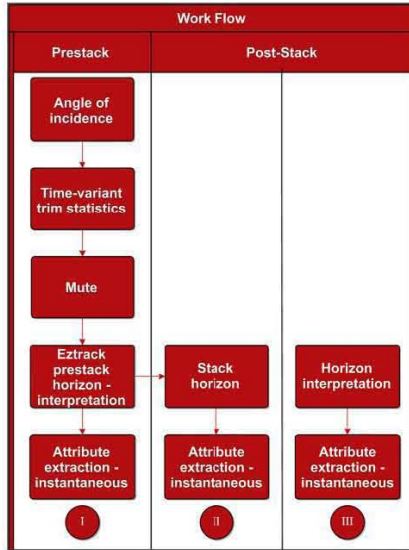 Work Flow
Prestack
Post-Stack
Angle of
incidence
Time-variant
trim statistics
Mute
Eztrack
prestack
horizon -
interpretation
Stack
horizon
Horizon
interpretation
Attribute
extraction -
instantaneous
Attribute
extraction -
instantaneous
Attribute
extraction -
instantaneous
I
II
III